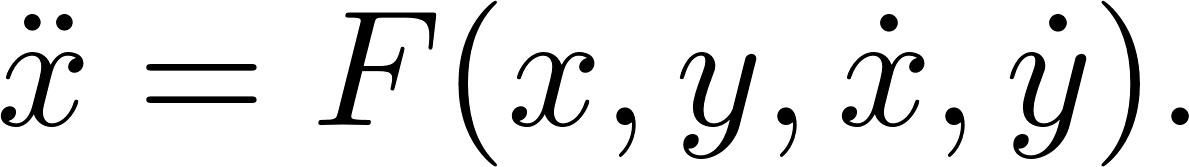 ẍ = F(x, y, ẋ, ẏ).